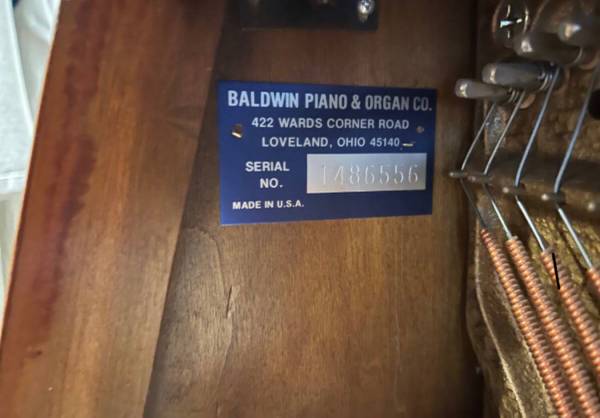 BALDWIN PIANO & ORGAN CO.
422 WARDS CORNER ROAD
LOVELAND, OHIO 45140
SERIAL NO. 1486556
MADE IN U.S.A.